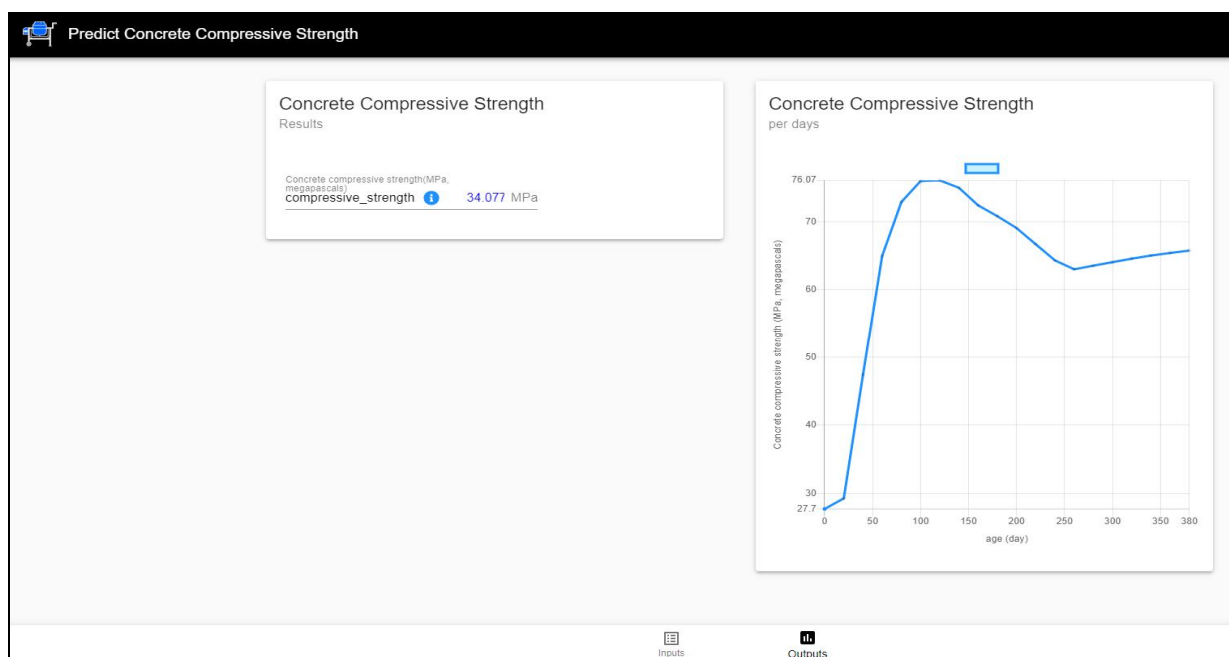 Predict Concrete Compressive Strength
Concrete Compressive Strength
Results
Concrete compressive strength(MPa,
megapascals)
compressive_strength i 34.077 MPa
Concrete Compressive Strength
per days
76.07
70
60
50
40
30
27.7
Concrete compressive strength (MPa, megapascals)
0 50 100 150 200 250 300 350 380
age (day)
Inputs
Outputs